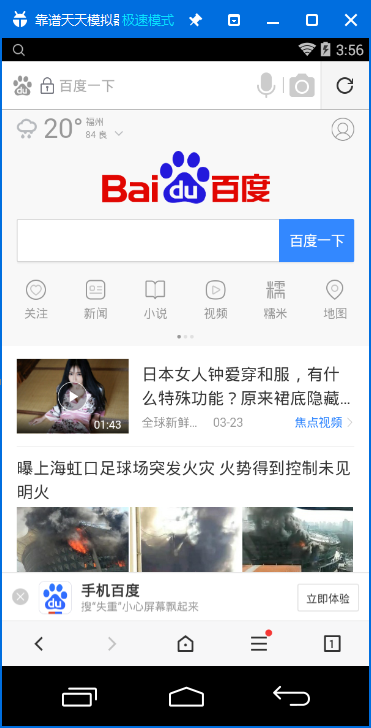 靠谱天天模拟器 极速模式
3:56
百度一下
20° 福州
84 良
Bai du 百度
百度一下
关注 新闻 小说 视频 糯米 地图
日本女人钟爱穿和服，有什
么特殊功能？原来裙底隐藏...
01:43
全球新鲜... 03-23 焦点视频
曝上海虹口足球场突发火灾 火势得到控制未见
明火
手机百度
搜“失重”小心屏幕飘起来
立即体验
1